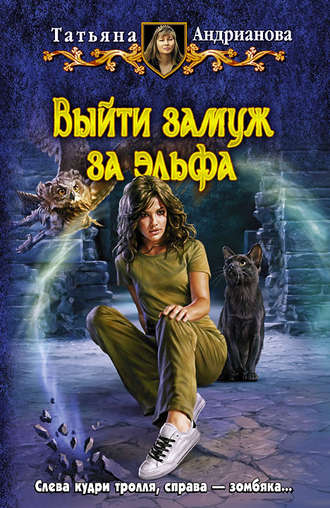 Татьяна Андрианова
Выйти замуж
за эльфа
Слева кудри тролля, справа — зомбяка...